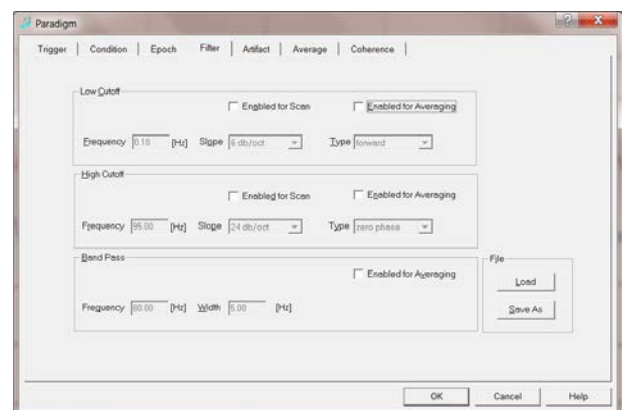 Paradigm
Trigger Condition Epoch Filter Artifact Average Coherence
Low Cutoff
Enabled for Scan Enabled for Averaging
Frequency 0.10 [Hz] Slope 6 db/oct Type forward
High Cutoff
Enabled for Scan Enabled for Averaging
Frequency 95.00 [Hz] Slope 24 db/oct Type zero phase
Band Pass
Enabled for Averaging
Frequency 60.00 [Hz] Width 5.00 [Hz]
File
Load
Save As
OK Cancel Help